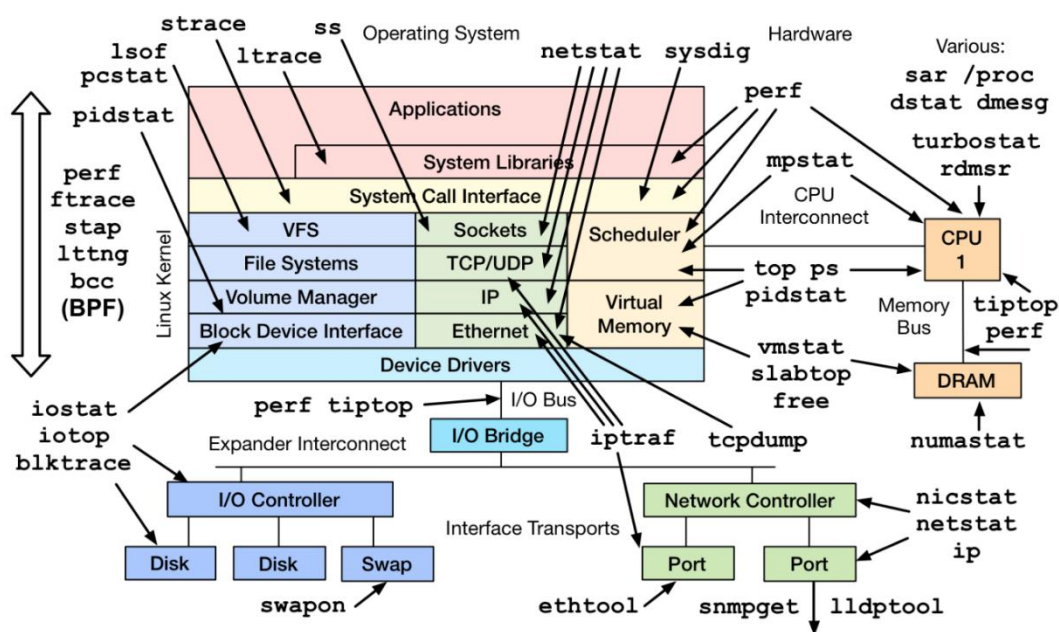 strace
ss
Operating System
Hardware
Various:
lsof
pcstat
ltrace
netstat
sysdig
sar /proc
dstat dmesg
pidstat
Applications
perf
turbostat
rdmsr
System Libraries
mpstat
perf
ftrace
stap
lttng
bcc
(BPF)
Linux Kernel
System Call Interface
CPU
Interconnect
VFS
Sockets
Scheduler
CPU
1
File Systems
TCP/UDP
top ps
pidstat
Volume Manager
IP
Virtual
Memory
Memory
Bus
tiptop
perf
Block Device Interface
Ethernet
vmstat
slabtop
free
Device Drivers
DRAM
iostat
iotop
blktrace
perf tiptop
I/O Bus
I/O Bridge
iptraf
tcpdump
numastat
Expander Interconnect
I/O Controller
Interface Transports
Network Controller
nicstat
netstat
ip
Disk
Disk
Swap
Port
Port
swapon
ethtool
snmpget
lldptool